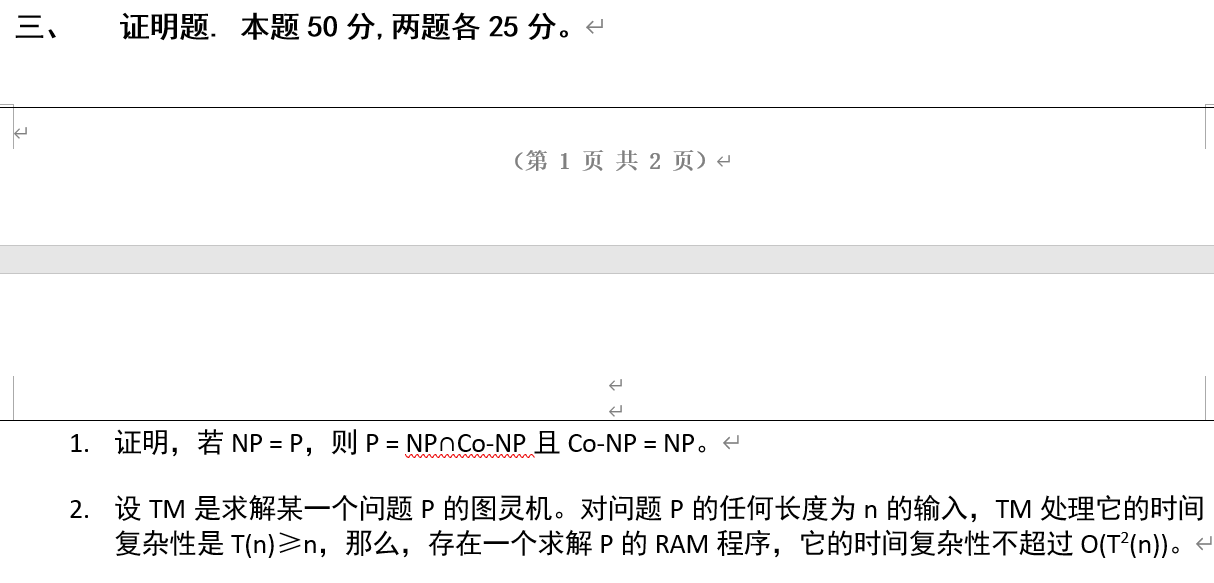 三、 证明题. 本题 50 分, 两题各 25 分。↵
↵
（第 1 页 共 2 页）↵
↵
↵
1. 证明，若 NP = P，则 P = NP∩Co-NP 且 Co-NP = NP。↵
2. 设 TM 是求解某一个问题 P 的图灵机。对问题 P 的任何长度为 n 的输入，TM 处理它的时间
复杂性是 T(n)≥n，那么，存在一个求解 P 的 RAM 程序，它的时间复杂性不超过 O(T²(n))。↵